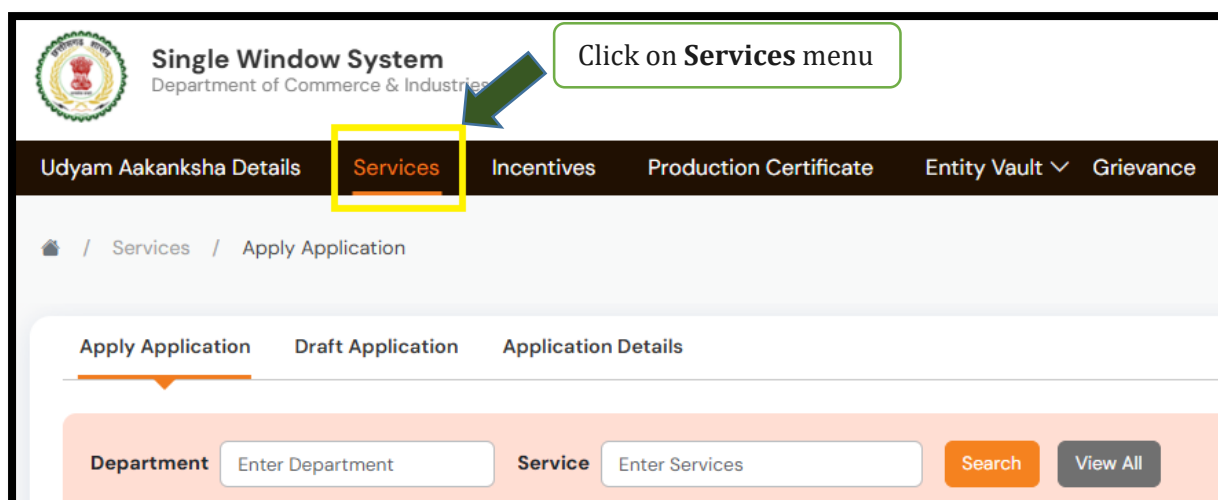 Single Window System
Department of Commerce & Industries
Click on Services menu
Udyam Aakanksha Details Services Incentives Production Certificate Entity Vault Grievance
/ Services / Apply Application
Apply Application Draft Application Application Details
Department Enter Department Service Enter Services Search View All